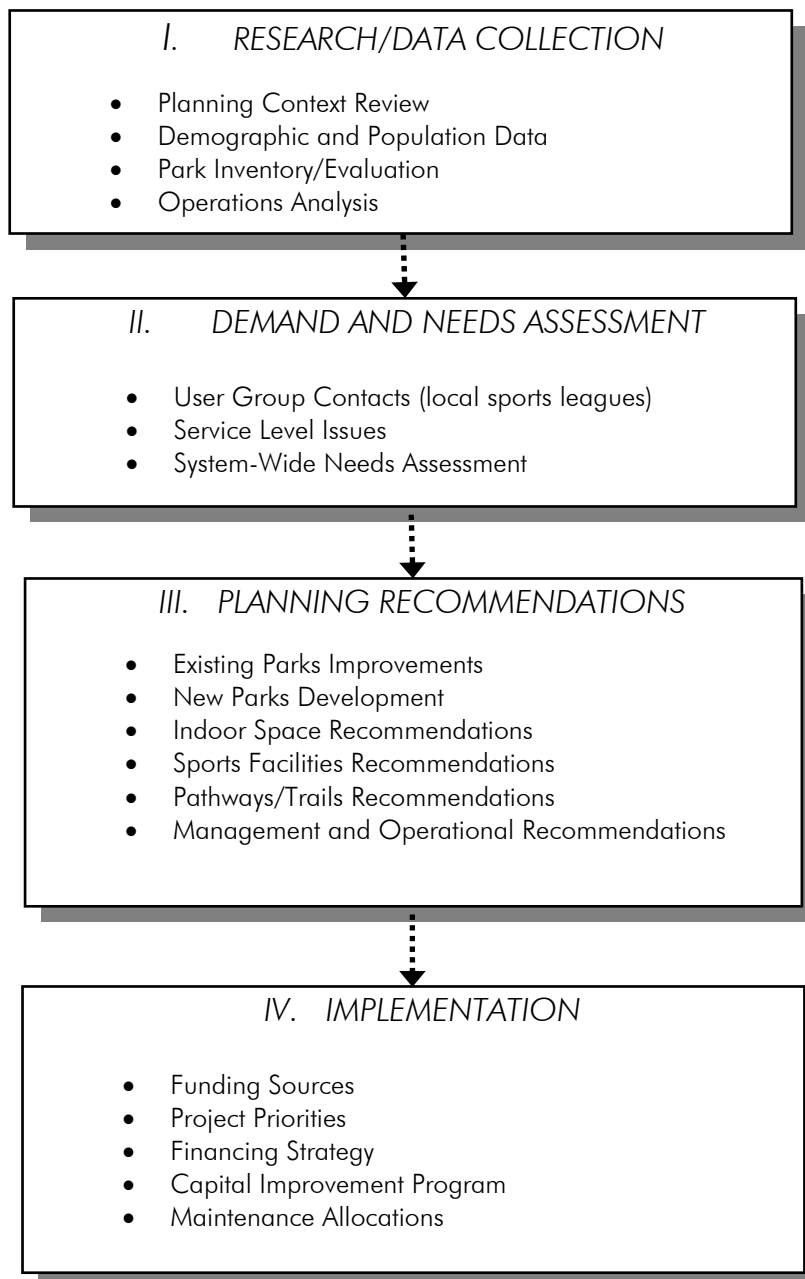 I. RESEARCH/DATA COLLECTION
• Planning Context Review
• Demographic and Population Data
• Park Inventory/Evaluation
• Operations Analysis
II. DEMAND AND NEEDS ASSESSMENT
• User Group Contacts (local sports leagues)
• Service Level Issues
• System-Wide Needs Assessment
III. PLANNING RECOMMENDATIONS
• Existing Parks Improvements
• New Parks Development
• Indoor Space Recommendations
• Sports Facilities Recommendations
• Pathways/Trails Recommendations
• Management and Operational Recommendations
IV. IMPLEMENTATION
• Funding Sources
• Project Priorities
• Financing Strategy
• Capital Improvement Program
• Maintenance Allocations